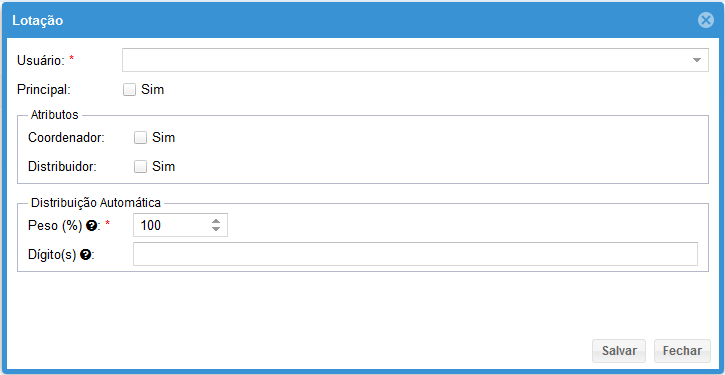 Lotação
Usuário: *
Principal: Sim
Atributos
Coordenador: Sim
Distribuidor: Sim
Distribuição Automática
Peso (%) ?: * 100
Dígito(s) ?:
Salvar Fechar